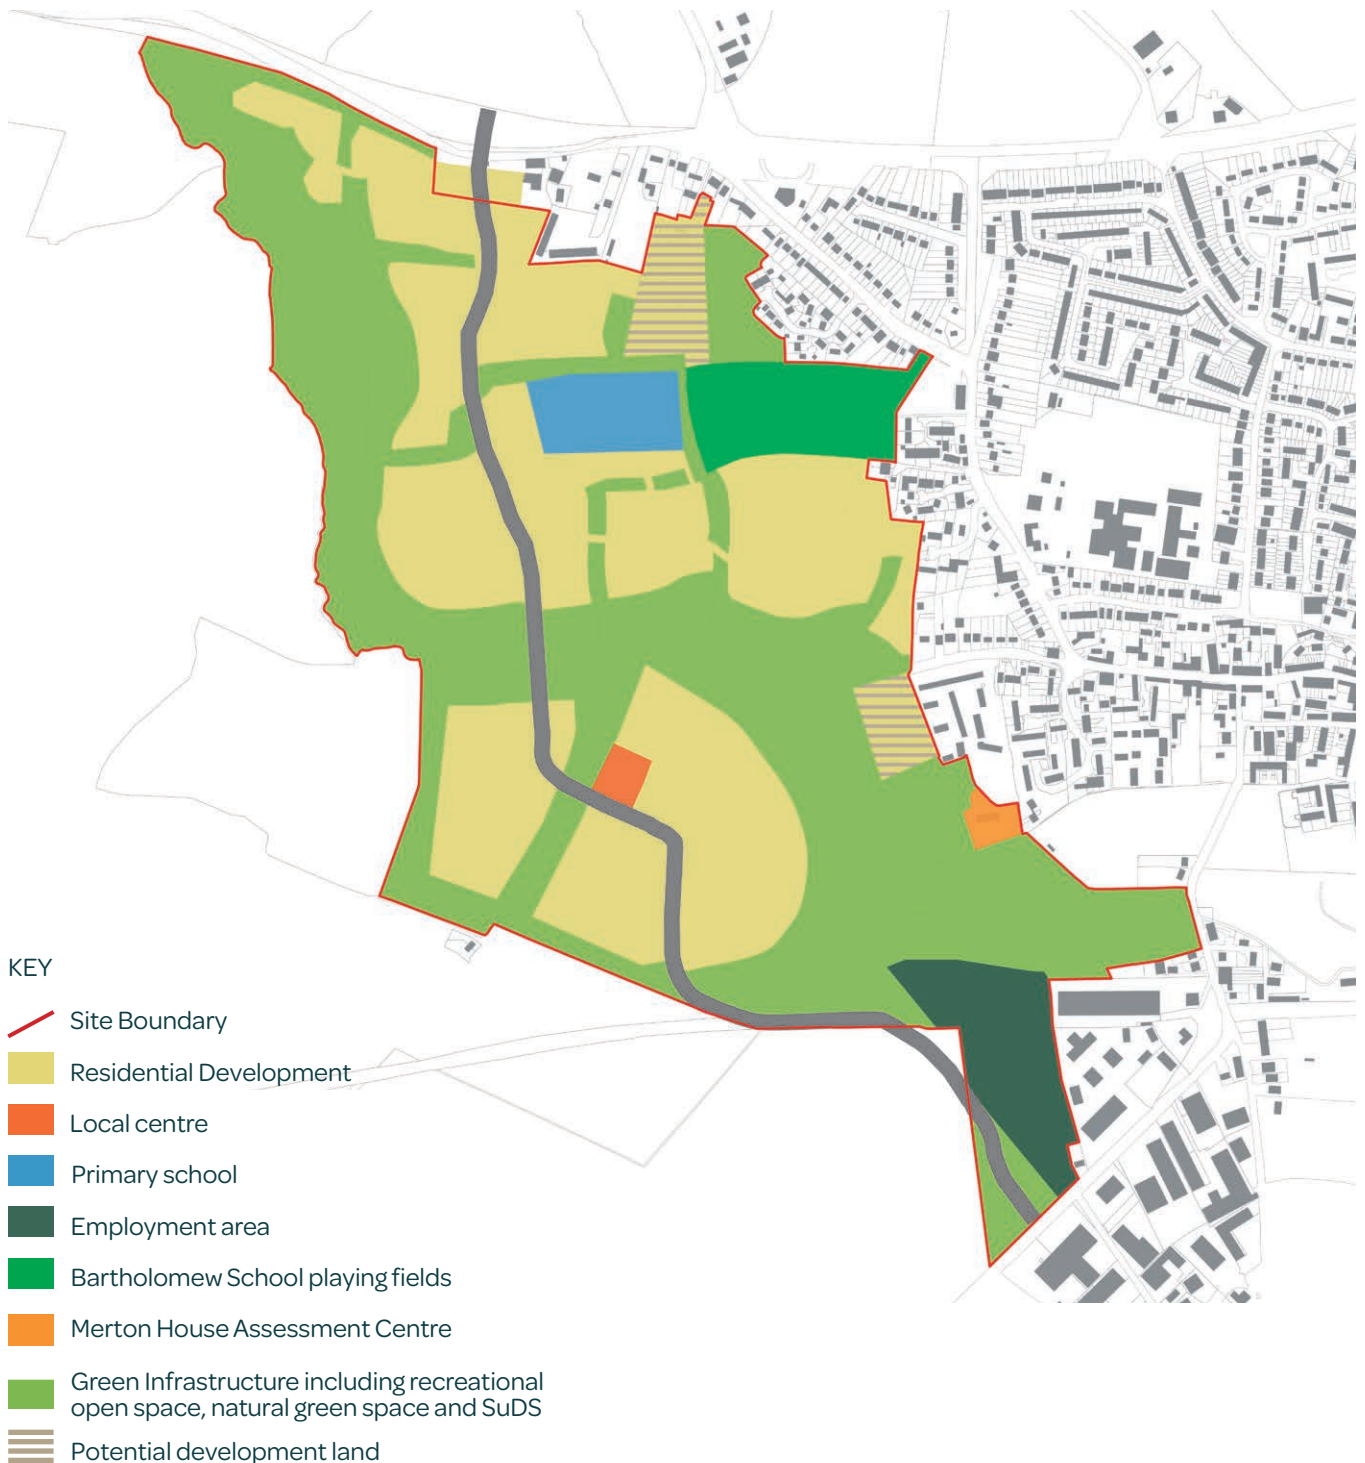 KEY
Site Boundary
Residential Development
Local centre
Primary school
Employment area
Bartholomew School playing fields
Merton House Assessment Centre
Green Infrastructure including recreational
open space, natural green space and SuDS
Potential development land